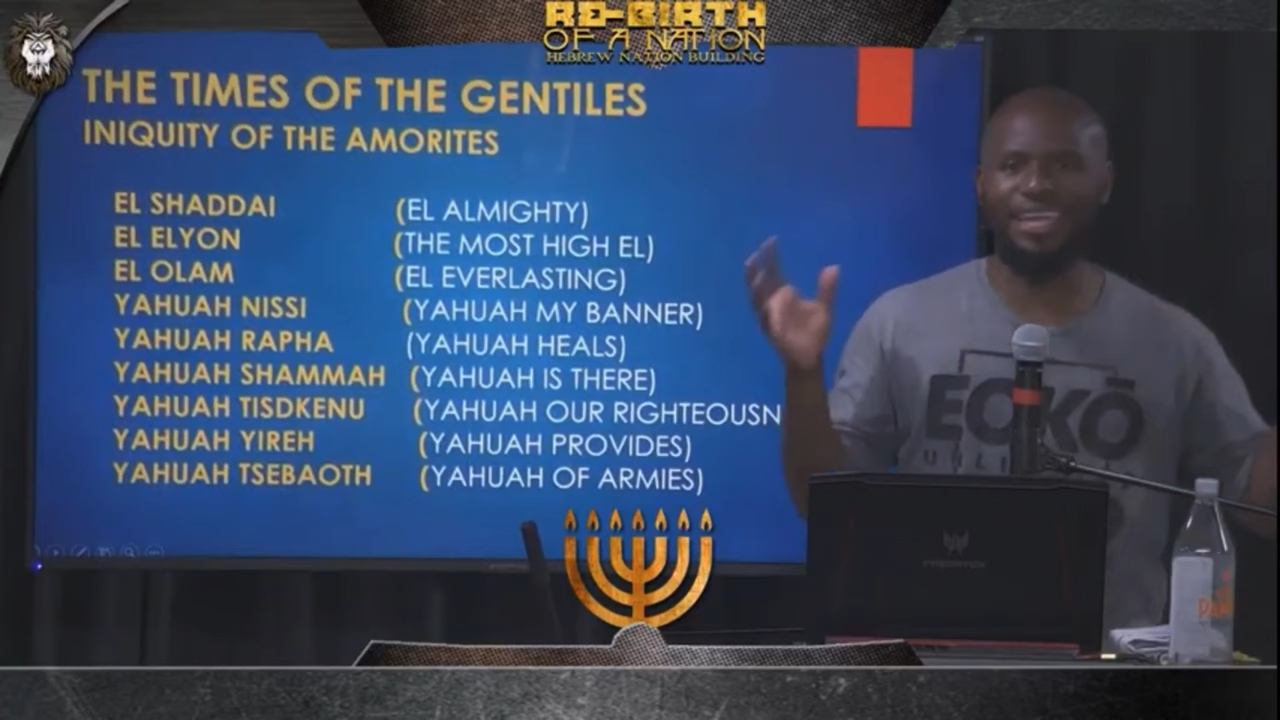 RE-BIRTH
OF A NATION
HEBREW NATION BUILDING
THE TIMES OF THE GENTILES
INIQUITY OF THE AMORITES
EL SHADDAI (EL ALMIGHTY)
EL ELYON (THE MOST HIGH EL)
EL OLAM (EL EVERLASTING)
YAHUAH NISSI (YAHUAH MY BANNER)
YAHUAH RAPHA (YAHUAH HEALS)
YAHUAH SHAMMAH (YAHUAH IS THERE)
YAHUAH TISDKENU (YAHUAH OUR RIGHTEOUSN
YAHUAH YIREH (YAHUAH PROVIDES)
YAHUAH TSEBAOTH (YAHUAH OF ARMIES)
ECKŌ
PREDATOR